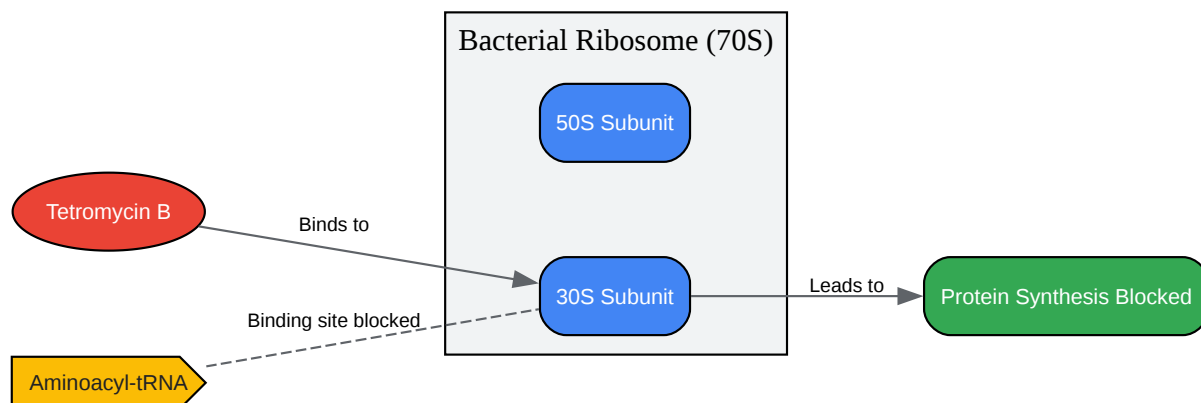 Bacterial Ribosome (70S)
50S Subunit
Tetromycin B
Binds to
30S Subunit
Leads to
Protein Synthesis Blocked
Binding site blocked
Aminoacyl-tRNA